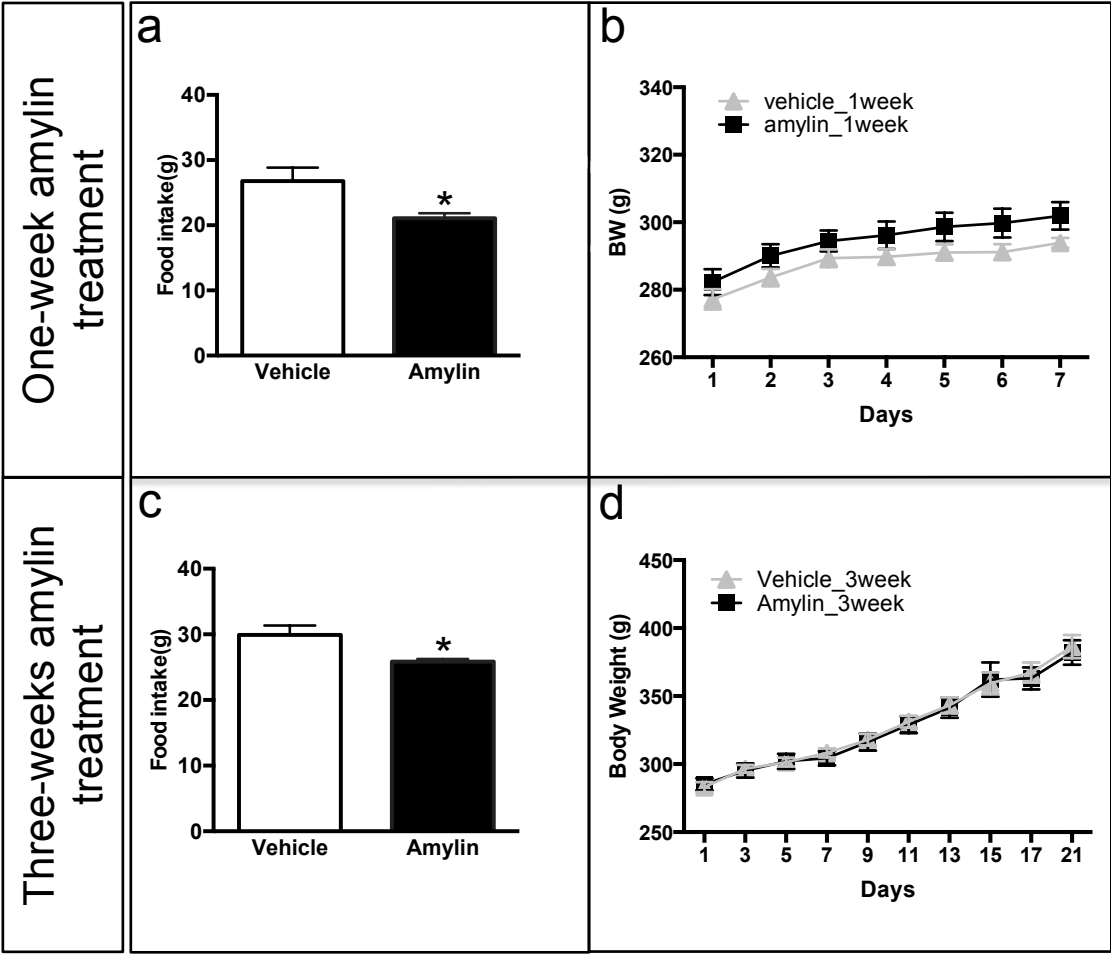 One-week amylin
treatment
a
Food intake(g)
40
30
20
10
0
*
Vehicle
Amylin
b
BW (g)
340
320
300
280
260
vehicle_1week
amylin_1week
1 2 3 4 5 6 7
Days
Three-weeks amylin
treatment
c
Food intake(g)
40
30
20
10
0
*
Vehicle
Amylin
d
Body Weight (g)
450
400
350
300
250
Vehicle_3week
Amylin_3week
1 3 5 7 9 11 13 15 17 21
Days